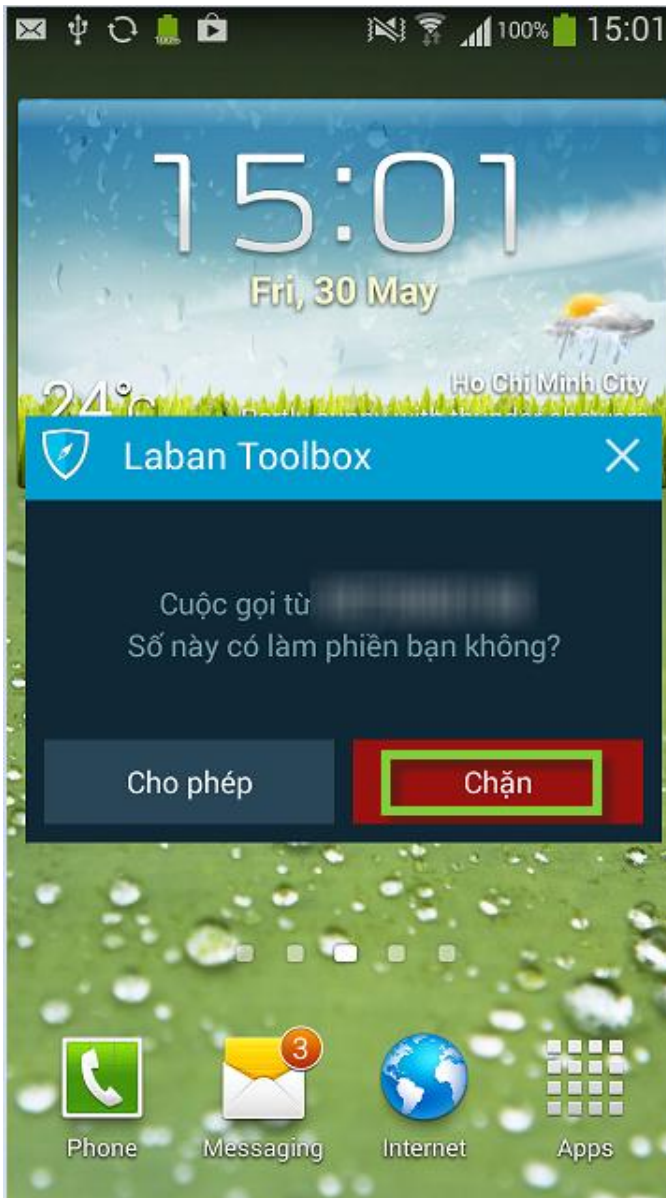 100%
100% 15:01
15:01
Fri, 30 May
Ho Chi Minh City
24°C
Laban Toolbox
Cuộc gọi từ
Số này có làm phiền bạn không?
Cho phép
Chặn
3
Phone
Messaging
Internet
Apps